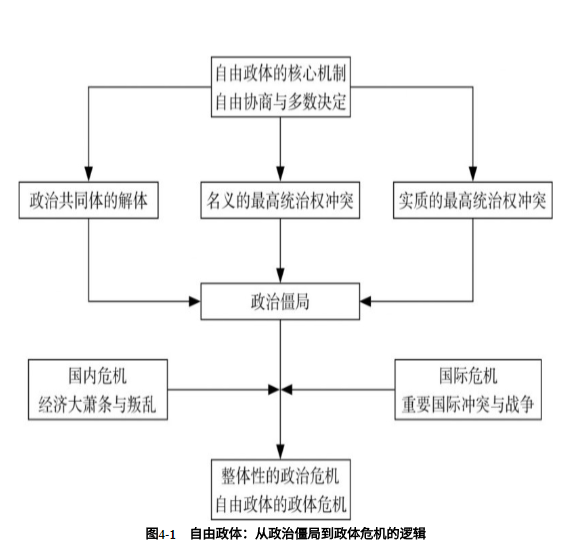 自由政体的核心机制
自由协商与多数决定
政治共同体的解体
名义的最高统治权冲突
实质的最高统治权冲突
政治僵局
国内危机
经济大萧条与叛乱
国际危机
重要国际冲突与战争
整体性的政治危机
自由政体的政体危机
图4-1 自由政体：从政治僵局到政体危机的逻辑